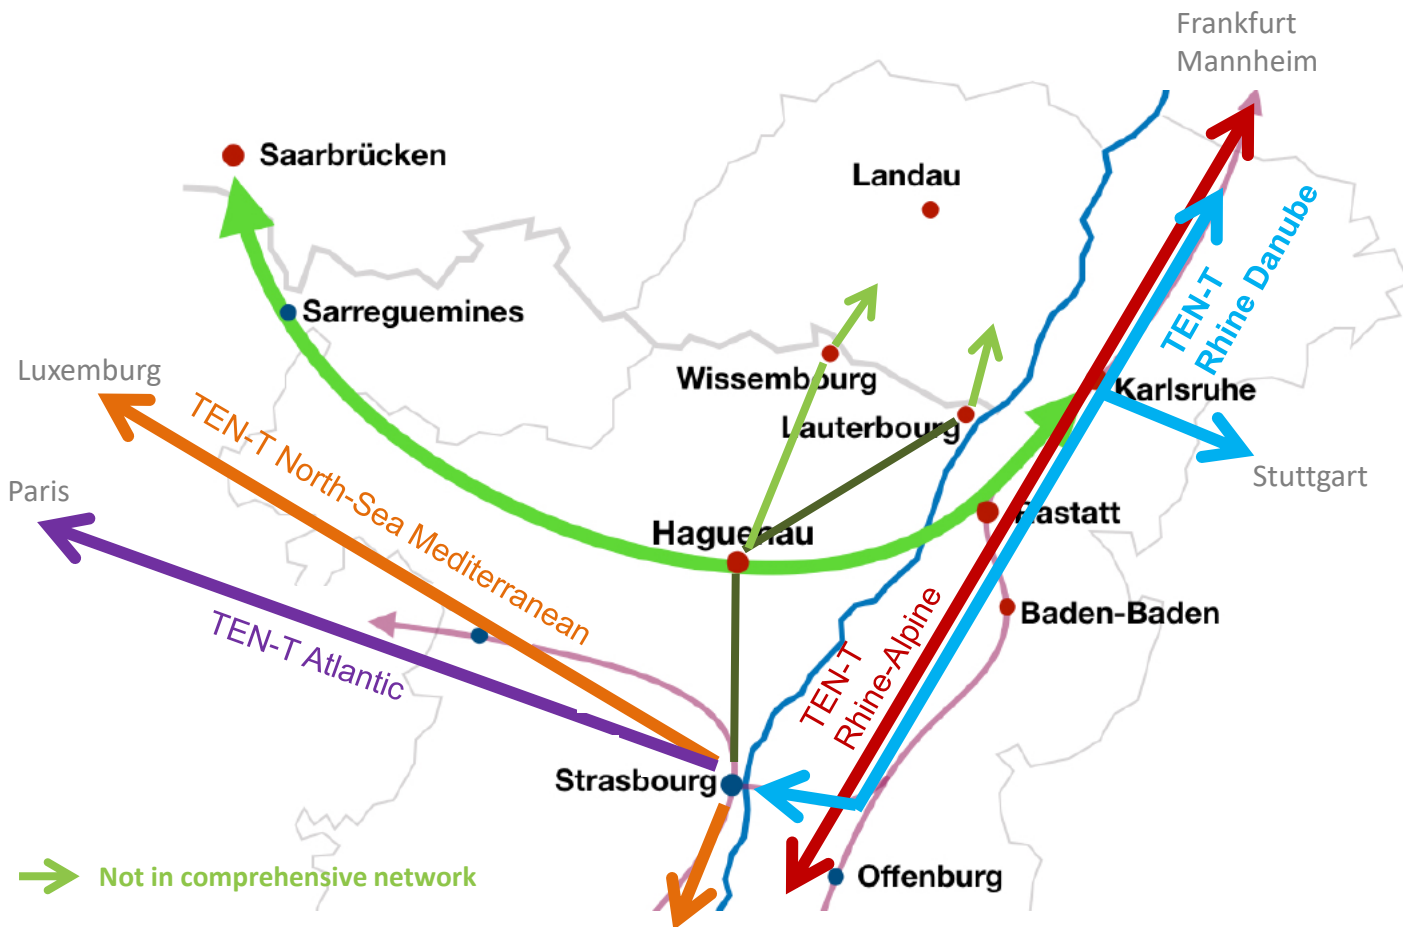 Frankfurt
Mannheim
Saarbrücken
Landau
TEN-T
Rhine Danube
Sarreguemines
Luxemburg
Wissembourg
Karlsruhe
TEN-T North-Sea Mediterranean
Lauterbourg
Paris
Stuttgart
Haguenau
Rastatt
TEN-T Atlantic
Baden-Baden
TEN-T
Rhine-Alpine
Strasbourg
Offenburg
Not in comprehensive network